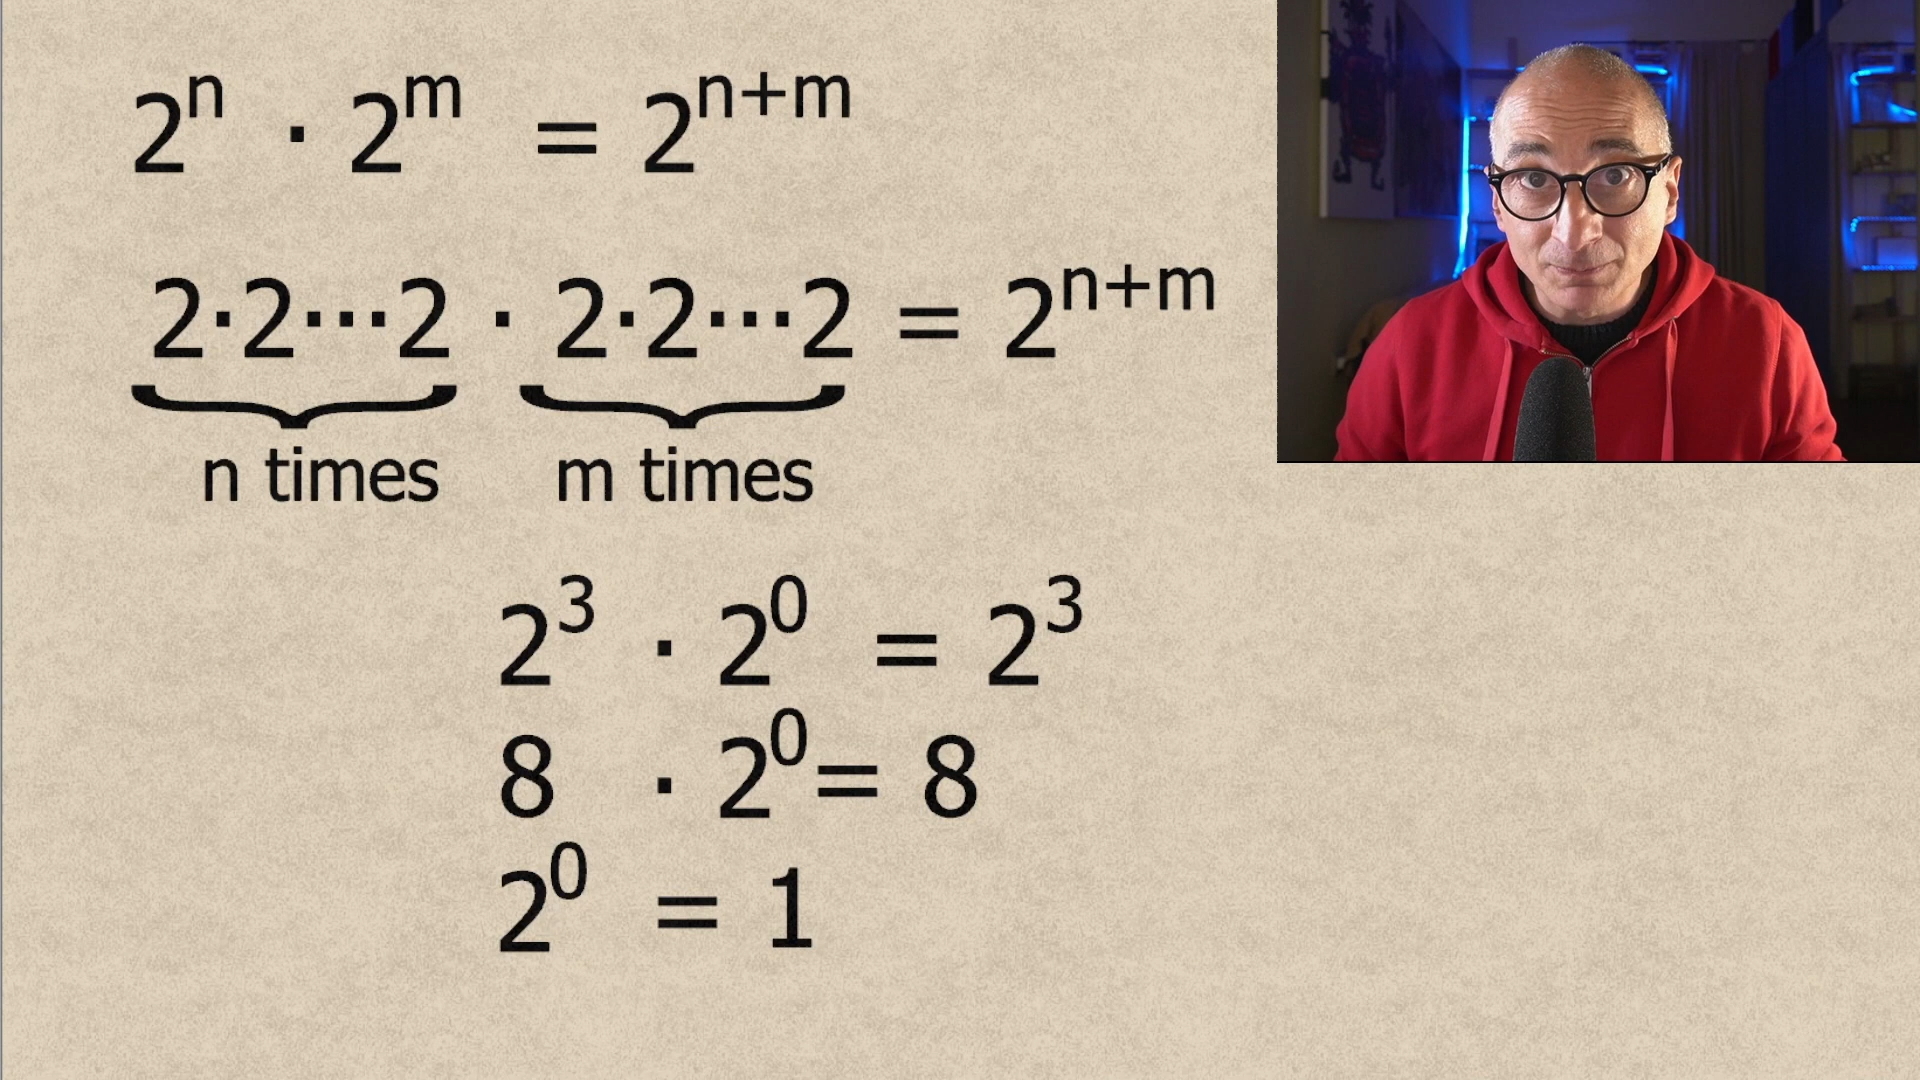 2ⁿ · 2ᵐ = 2ⁿ⁺ᵐ
2·2···2 · 2·2···2 = 2ⁿ⁺ᵐ
n times m times
2³ · 2⁰ = 2³
8 · 2⁰ = 8
2⁰ = 1